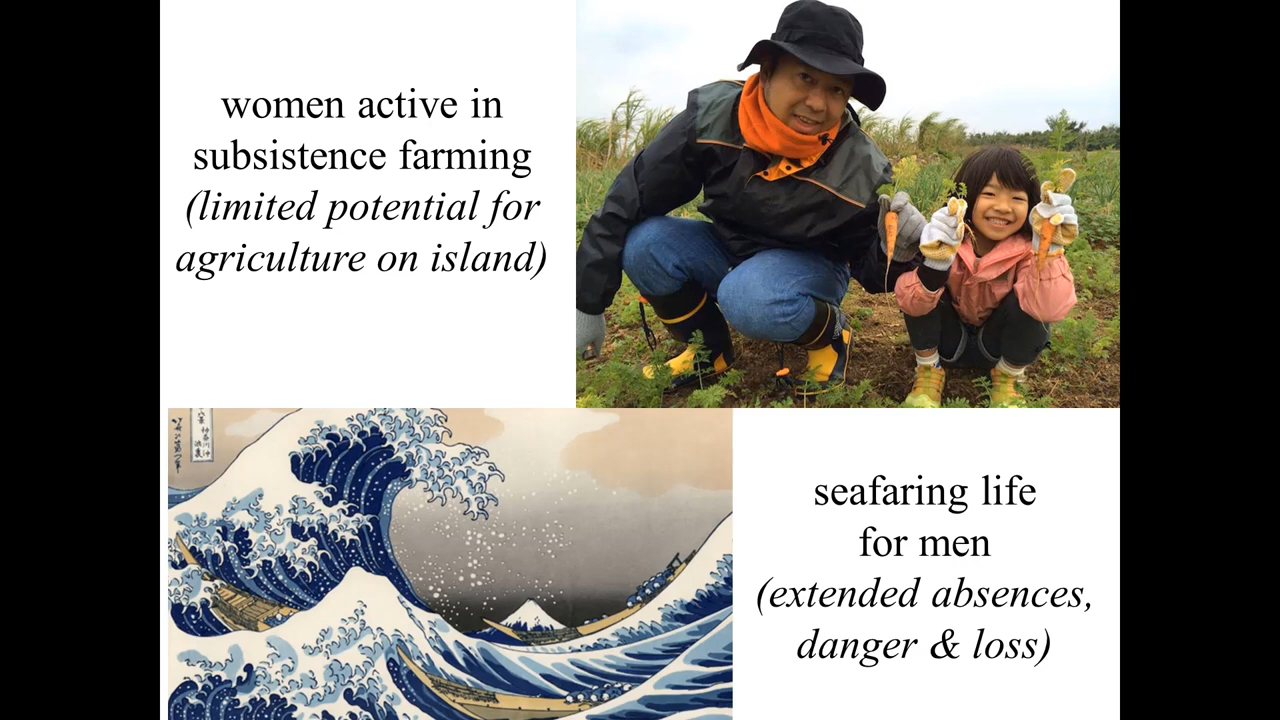 women active in
subsistence farming
(limited potential for
agriculture on island)
seafaring life
for men
(extended absences,
danger & loss)